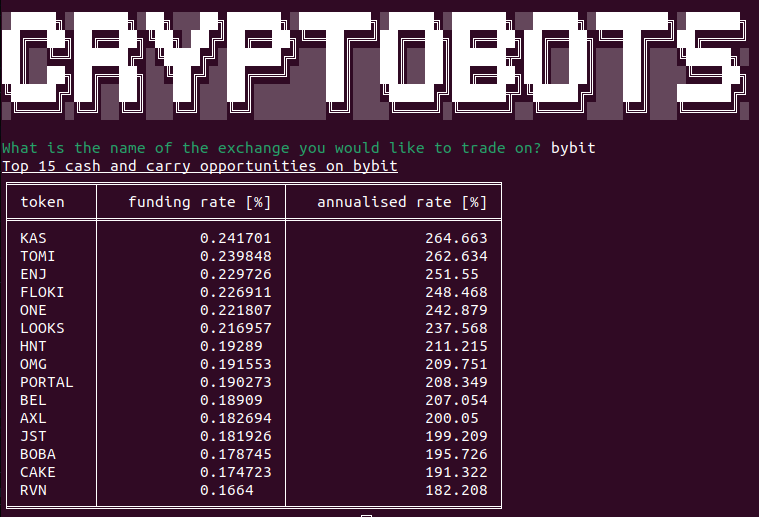 CRYPTOBOTS
What is the name of the exchange you would like to trade on? bybit
Top 15 cash and carry opportunities on bybit
token funding rate [%] annualised rate [%]
KAS 0.241701 264.663
TOMI 0.239848 262.634
ENJ 0.229726 251.55
FLOKI 0.226911 248.468
ONE 0.221807 242.879
LOOKS 0.216957 237.568
HNT 0.19289 211.215
OMG 0.191553 209.751
PORTAL 0.190273 208.349
BEL 0.18909 207.054
AXL 0.182694 200.05
JST 0.181926 199.209
BOBA 0.178745 195.726
CAKE 0.174723 191.322
RVN 0.1664 182.208